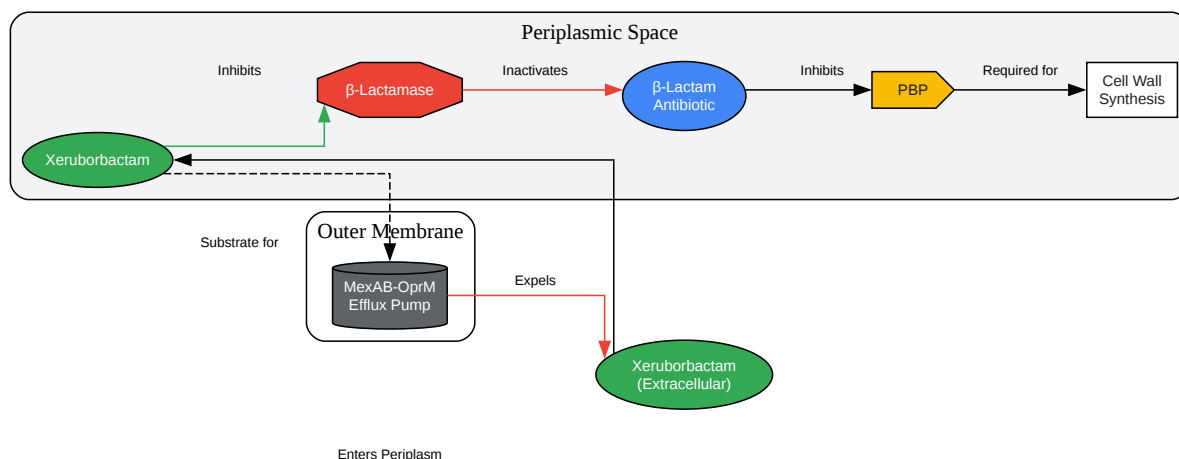 Periplasmic Space
Inhibits
β-Lactamase
Inactivates
β-Lactam
Antibiotic
Inhibits
PBP
Required for
Cell Wall
Synthesis
Xeruborbactam
Substrate for
Outer Membrane
MexAB-OprM
Efflux Pump
Expels
Xeruborbactam
(Extracellular)
Enters Periplasm